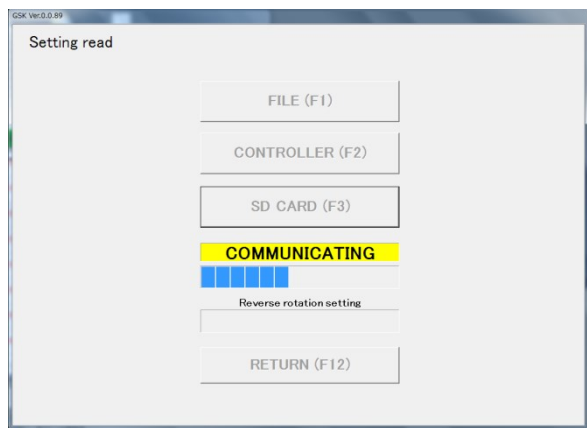 GSK Ver.0.0.89
Setting read
FILE (F1)
CONTROLLER (F2)
SD CARD (F3)
COMMUNICATING
Reverse rotation setting
RETURN (F12)